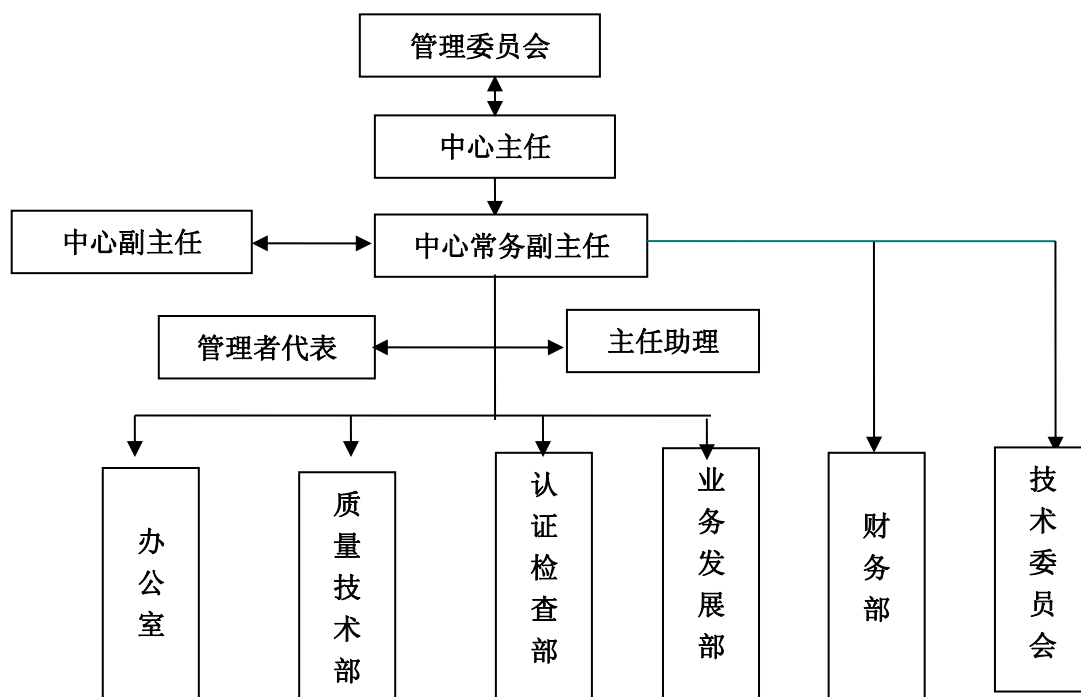 管理委员会
中心主任
中心副主任
中心常务副主任
管理者代表
主任助理
办公室
质量技术部
认证检查部
业务发展部
财务部
技术委员会